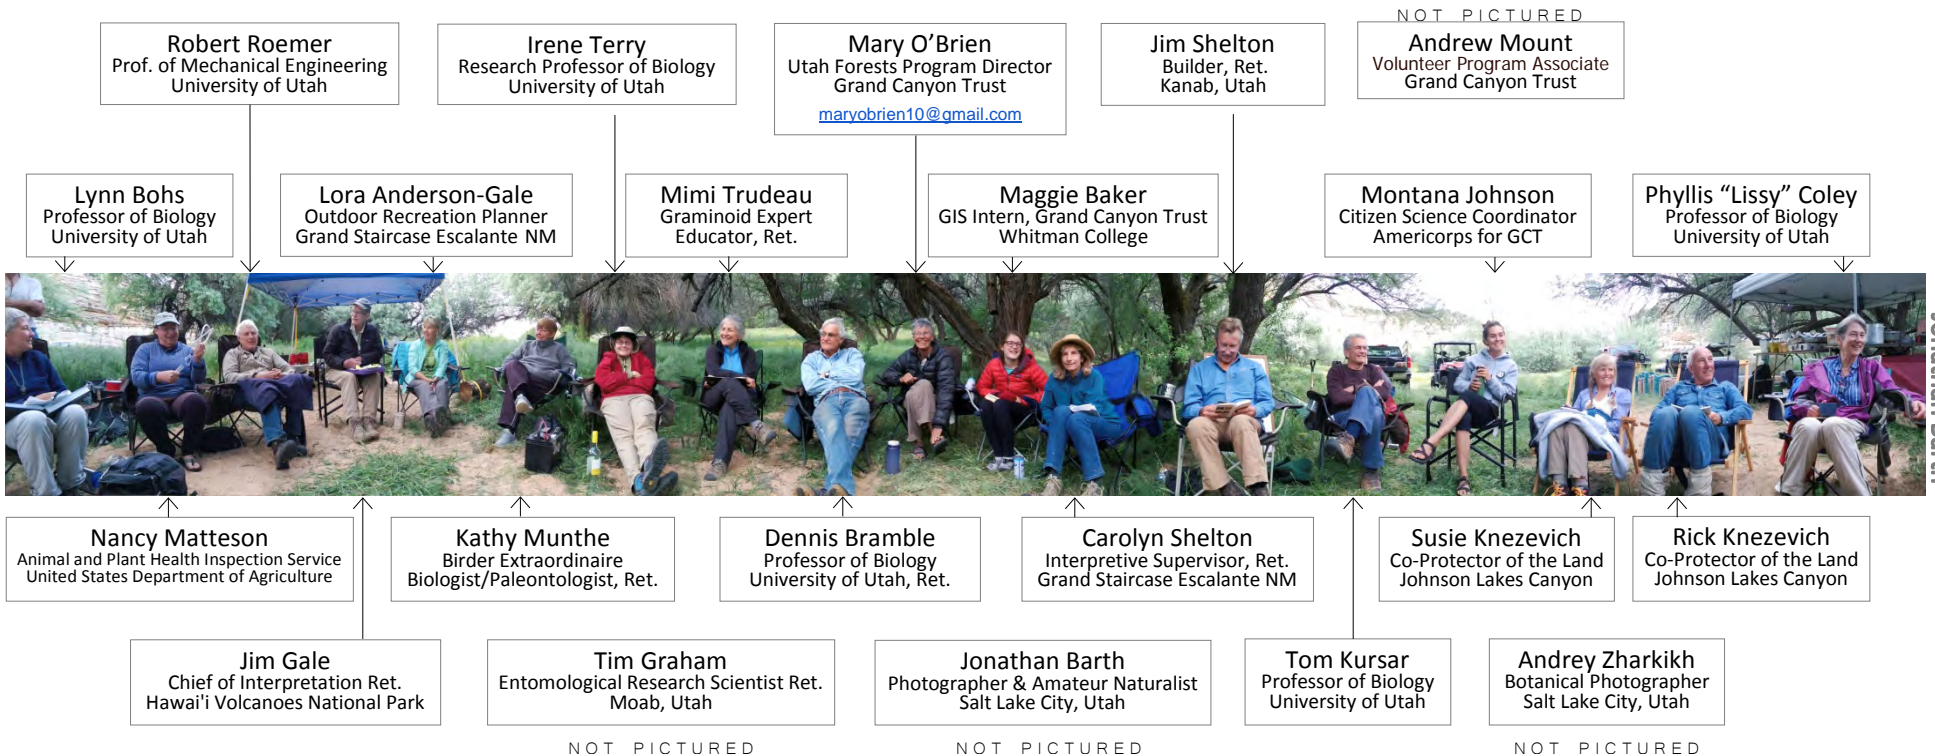 NOT PICTURED
Robert Roemer
Prof. of Mechanical Engineering
University of Utah
Irene Terry
Research Professor of Biology
University of Utah
Mary O’Brien
Utah Forests Program Director
Grand Canyon Trust
maryobrien10@gmail.com
Jim Shelton
Builder, Ret.
Kanab, Utah
Andrew Mount
Volunteer Program Associate
Grand Canyon Trust
Lynn Bohs
Professor of Biology
University of Utah
Lora Anderson-Gale
Outdoor Recreation Planner
Grand Staircase Escalante NM
Mimi Trudeau
Graminoid Expert
Educator, Ret.
Maggie Baker
GIS Intern, Grand Canyon Trust
Whitman College
Montana Johnson
Citizen Science Coordinator
Americorps for GCT
Phyllis “Lissy” Coley
Professor of Biology
University of Utah
Nancy Matteson
Animal and Plant Health Inspection Service
United States Department of Agriculture
Kathy Munthe
Birder Extraordinaire
Biologist/Paleontologist, Ret.
Dennis Bramble
Professor of Biology
University of Utah, Ret.
Carolyn Shelton
Interpretive Supervisor, Ret.
Grand Staircase Escalante NM
Susie Knezevich
Co-Protector of the Land
Johnson Lakes Canyon
Rick Knezevich
Co-Protector of the Land
Johnson Lakes Canyon
Jim Gale
Chief of Interpretation Ret.
Hawai'i Volcanoes National Park
Tim Graham
Entomological Research Scientist Ret.
Moab, Utah
Jonathan Barth
Photographer & Amateur Naturalist
Salt Lake City, Utah
Tom Kursar
Professor of Biology
University of Utah
Andrey Zharkikh
Botanical Photographer
Salt Lake City, Utah
NOT PICTURED
NOT PICTURED
NOT PICTURED